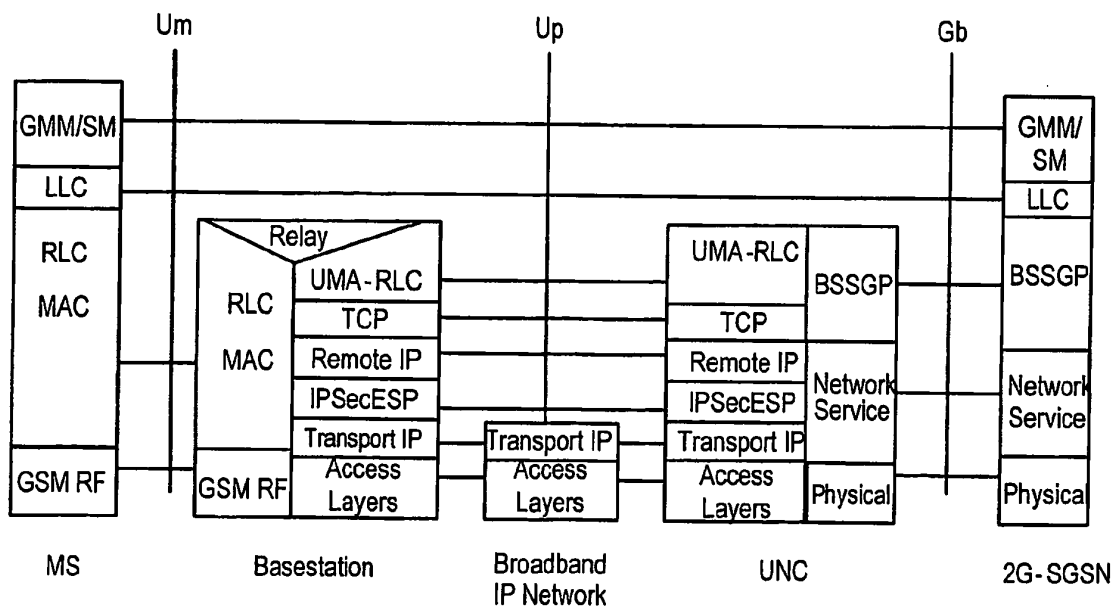 Um
Up
Gb
GMM/SM
LLC
RLC
MAC
GSM RF
MS
Relay
RLC
MAC
GSM RF
UMA-RLC
TCP
Remote IP
IPSecESP
Transport IP
Access
Layers
Basestation
Transport IP
Access
Layers
Broadband
IP Network
UMA-RLC
TCP
Remote IP
IPSecESP
Transport IP
Access
Layers
BSSGP
Network
Service
Physical
UNC
GMM/
SM
LLC
BSSGP
Network
Service
Physical
2G-SGSN